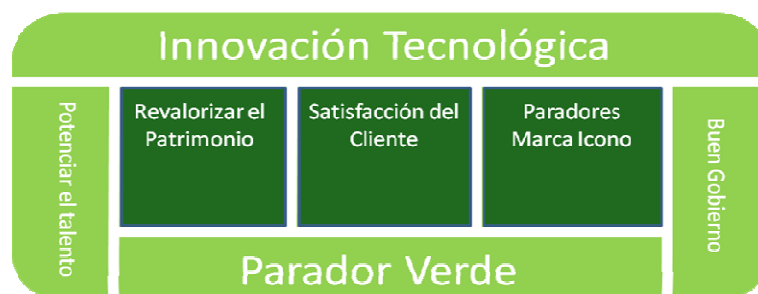 Innovación Tecnológica
Potenciar el talento
Revalorizar el
Patrimonio
Satisfacción del
Cliente
Paradores
Marca Icono
Buen Gobierno
Parador Verde